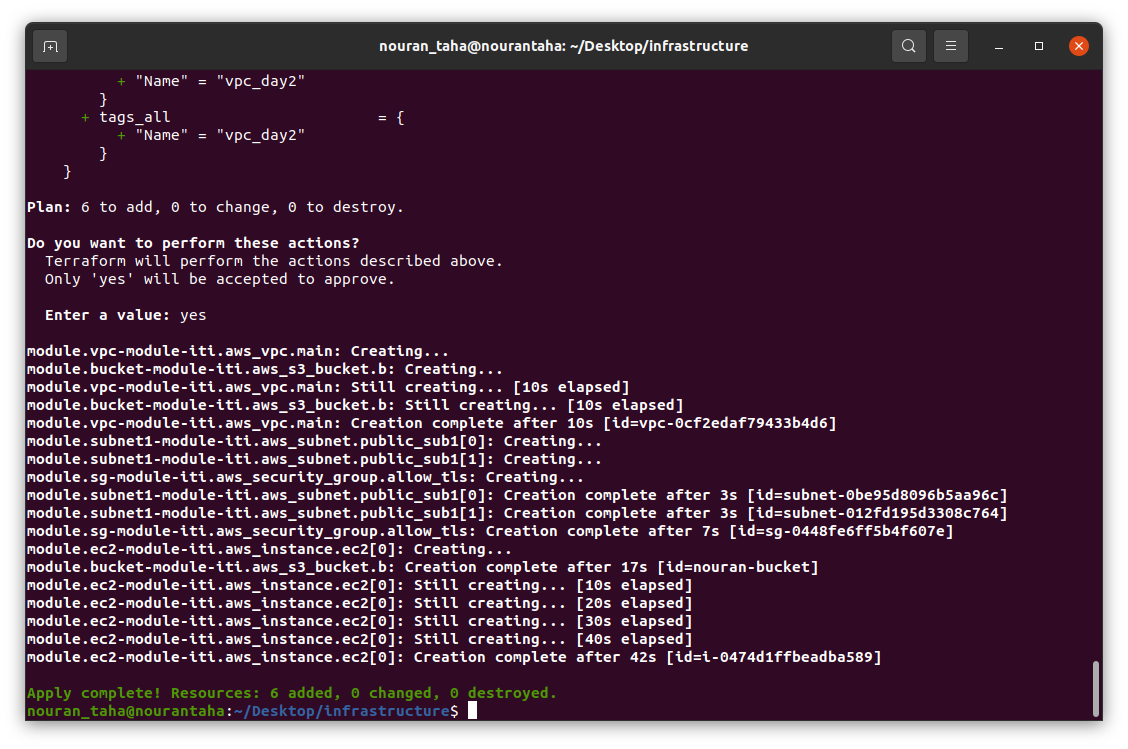 nouran_taha@nourantaha: ~/Desktop/infrastructure
+ "Name" = "vpc_day2"
}
+ tags_all = {
+ "Name" = "vpc_day2"
}
}
Plan: 6 to add, 0 to change, 0 to destroy.
Do you want to perform these actions?
Terraform will perform the actions described above.
Only 'yes' will be accepted to approve.
Enter a value: yes
module.vpc-module-iti.aws_vpc.main: Creating...
module.bucket-module-iti.aws_s3_bucket.b: Creating...
module.vpc-module-iti.aws_vpc.main: Still creating... [10s elapsed]
module.bucket-module-iti.aws_s3_bucket.b: Still creating... [10s elapsed]
module.vpc-module-iti.aws_vpc.main: Creation complete after 10s [id=vpc-0cf2edaf79433b4d6]
module.subnet1-module-iti.aws_subnet.public_sub1[0]: Creating...
module.subnet1-module-iti.aws_subnet.public_sub1[1]: Creating...
module.sg-module-iti.aws_security_group.allow_tls: Creating...
module.subnet1-module-iti.aws_subnet.public_sub1[0]: Creation complete after 3s [id=subnet-0be95d8096b5aa96c]
module.subnet1-module-iti.aws_subnet.public_sub1[1]: Creation complete after 3s [id=subnet-012fd195d3308c764]
module.sg-module-iti.aws_security_group.allow_tls: Creation complete after 7s [id=sg-0448fe6ff5b4f607e]
module.ec2-module-iti.aws_instance.ec2[0]: Creating...
module.bucket-module-iti.aws_s3_bucket.b: Creation complete after 17s [id=nouran-bucket]
module.ec2-module-iti.aws_instance.ec2[0]: Still creating... [10s elapsed]
module.ec2-module-iti.aws_instance.ec2[0]: Still creating... [20s elapsed]
module.ec2-module-iti.aws_instance.ec2[0]: Still creating... [30s elapsed]
module.ec2-module-iti.aws_instance.ec2[0]: Still creating... [40s elapsed]
module.ec2-module-iti.aws_instance.ec2[0]: Creation complete after 42s [id=i-0474d1ffbeadba589]
Apply complete! Resources: 6 added, 0 changed, 0 destroyed.
nouran_taha@nourantaha:~/Desktop/infrastructure$